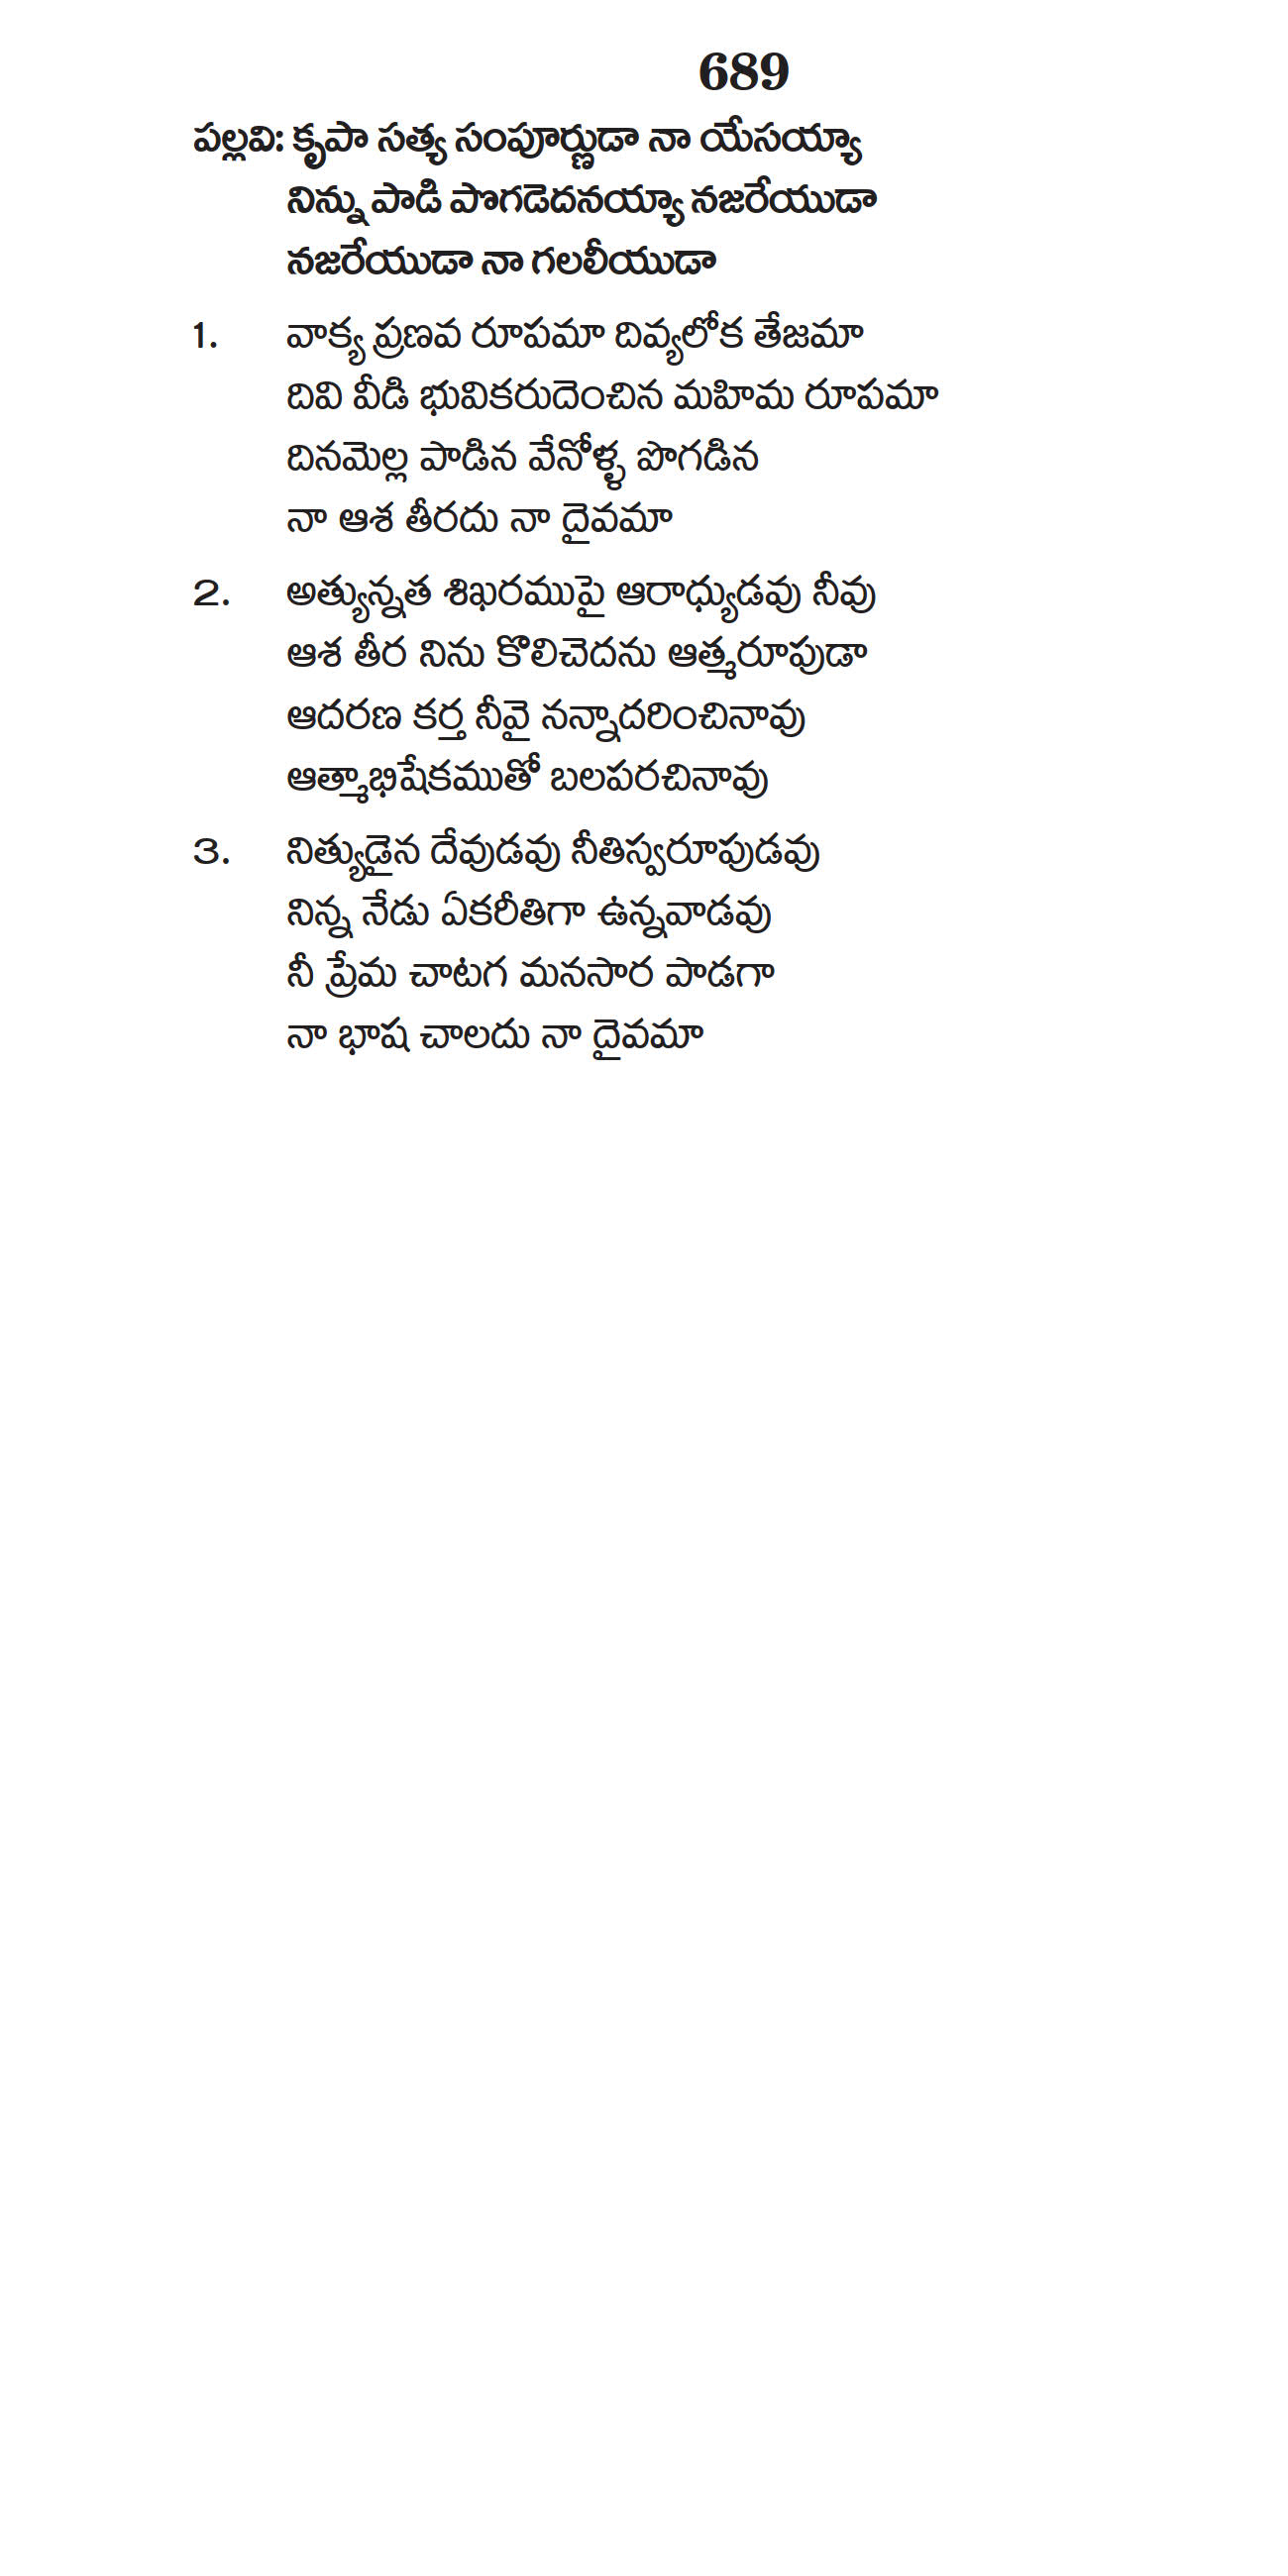 689
పల్లవి: కృపా సత్య సంపూర్ణుడా నా యేసయ్యా
నిన్ను పాడి పొగడెదనయ్యా నజరేయుడా
నజరేయుడా నా గలలీయుడా
1. వాక్య ప్రణవ రూపమా దివ్యలోక తేజమా
దివి వీడి భువికరుదెంచిన మహిమ రూపమా
దినమెల్ల పాడిన వేనోళ్ళ పొగడిన
నా ఆశ తీరదు నా దైవమా
2. అత్యున్నత శిఖరముపై ఆరాధ్యుడవు నీవు
ఆశ తీర నిను కొలిచెదను ఆత్మరూపుడా
ఆదరణ కర్త నీవై నన్నాదరించినావు
ఆత్మాభిషేకముతో బలపరచినావు
3. నిత్యుడైన దేవుడవు నీతిస్వరూపుడవు
నిన్న నేడు ఏకరీతిగా ఉన్నవాడవు
నీ ప్రేమ చాటగ మనసార పాడగా
నా భాష చాలదు నా దైవమా